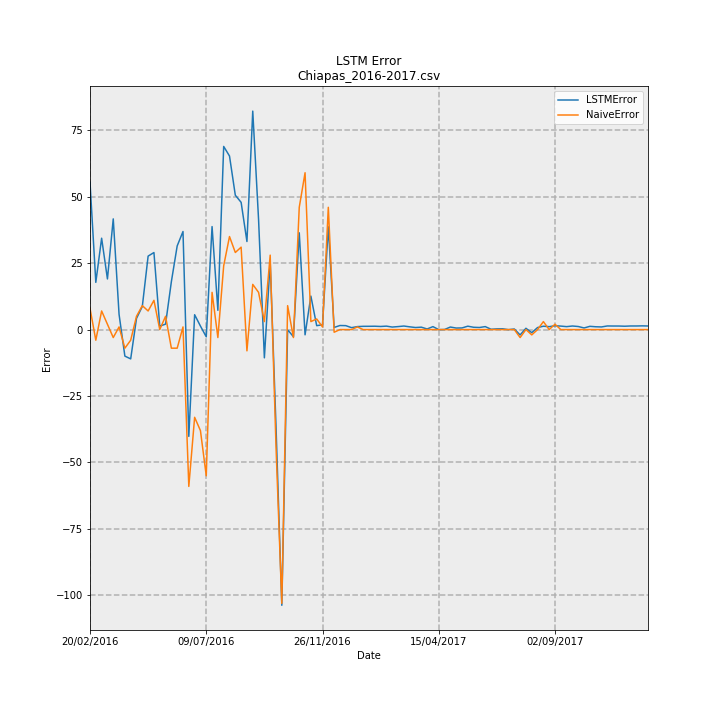 LSTM Error
Chiapas_2016-2017.csv
LSTMError
NaiveError
75
50
25
0
−25
−50
−75
−100
Error
20/02/2016 09/07/2016 26/11/2016 15/04/2017 02/09/2017
Date